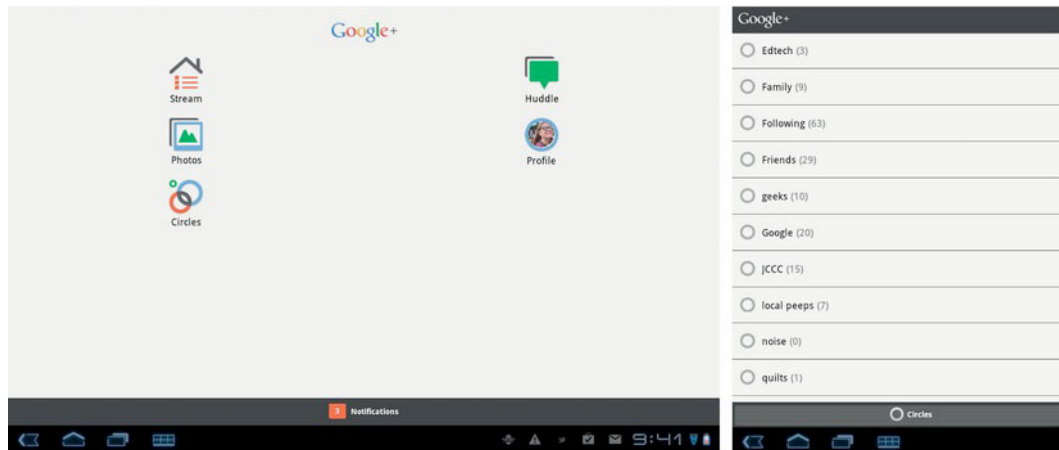 Google+
Stream
Huddle
Photos
Profile
Circles
3 Notifications
9:41
Google+
Edtech (3)
Family (9)
Following (63)
Friends (29)
geeks (10)
Google (20)
JCCC (15)
local peeps (7)
noise (0)
quilts (1)
Circles